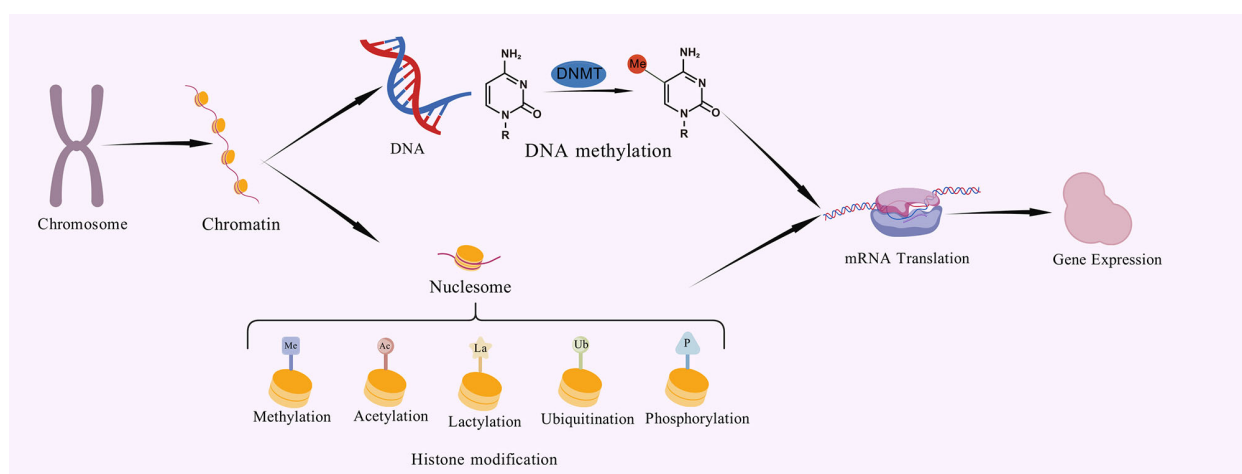 Chromosome
Chromatin
DNA
NH₂
N
N
O
R
DNMT
Me
NH₂
N
N
O
R
DNA methylation
Nuclesome
Me
Ac
La
Ub
P
Methylation
Acetylation
Lactylation
Ubiquitination
Phosphorylation
Histone modification
mRNA Translation
Gene Expression